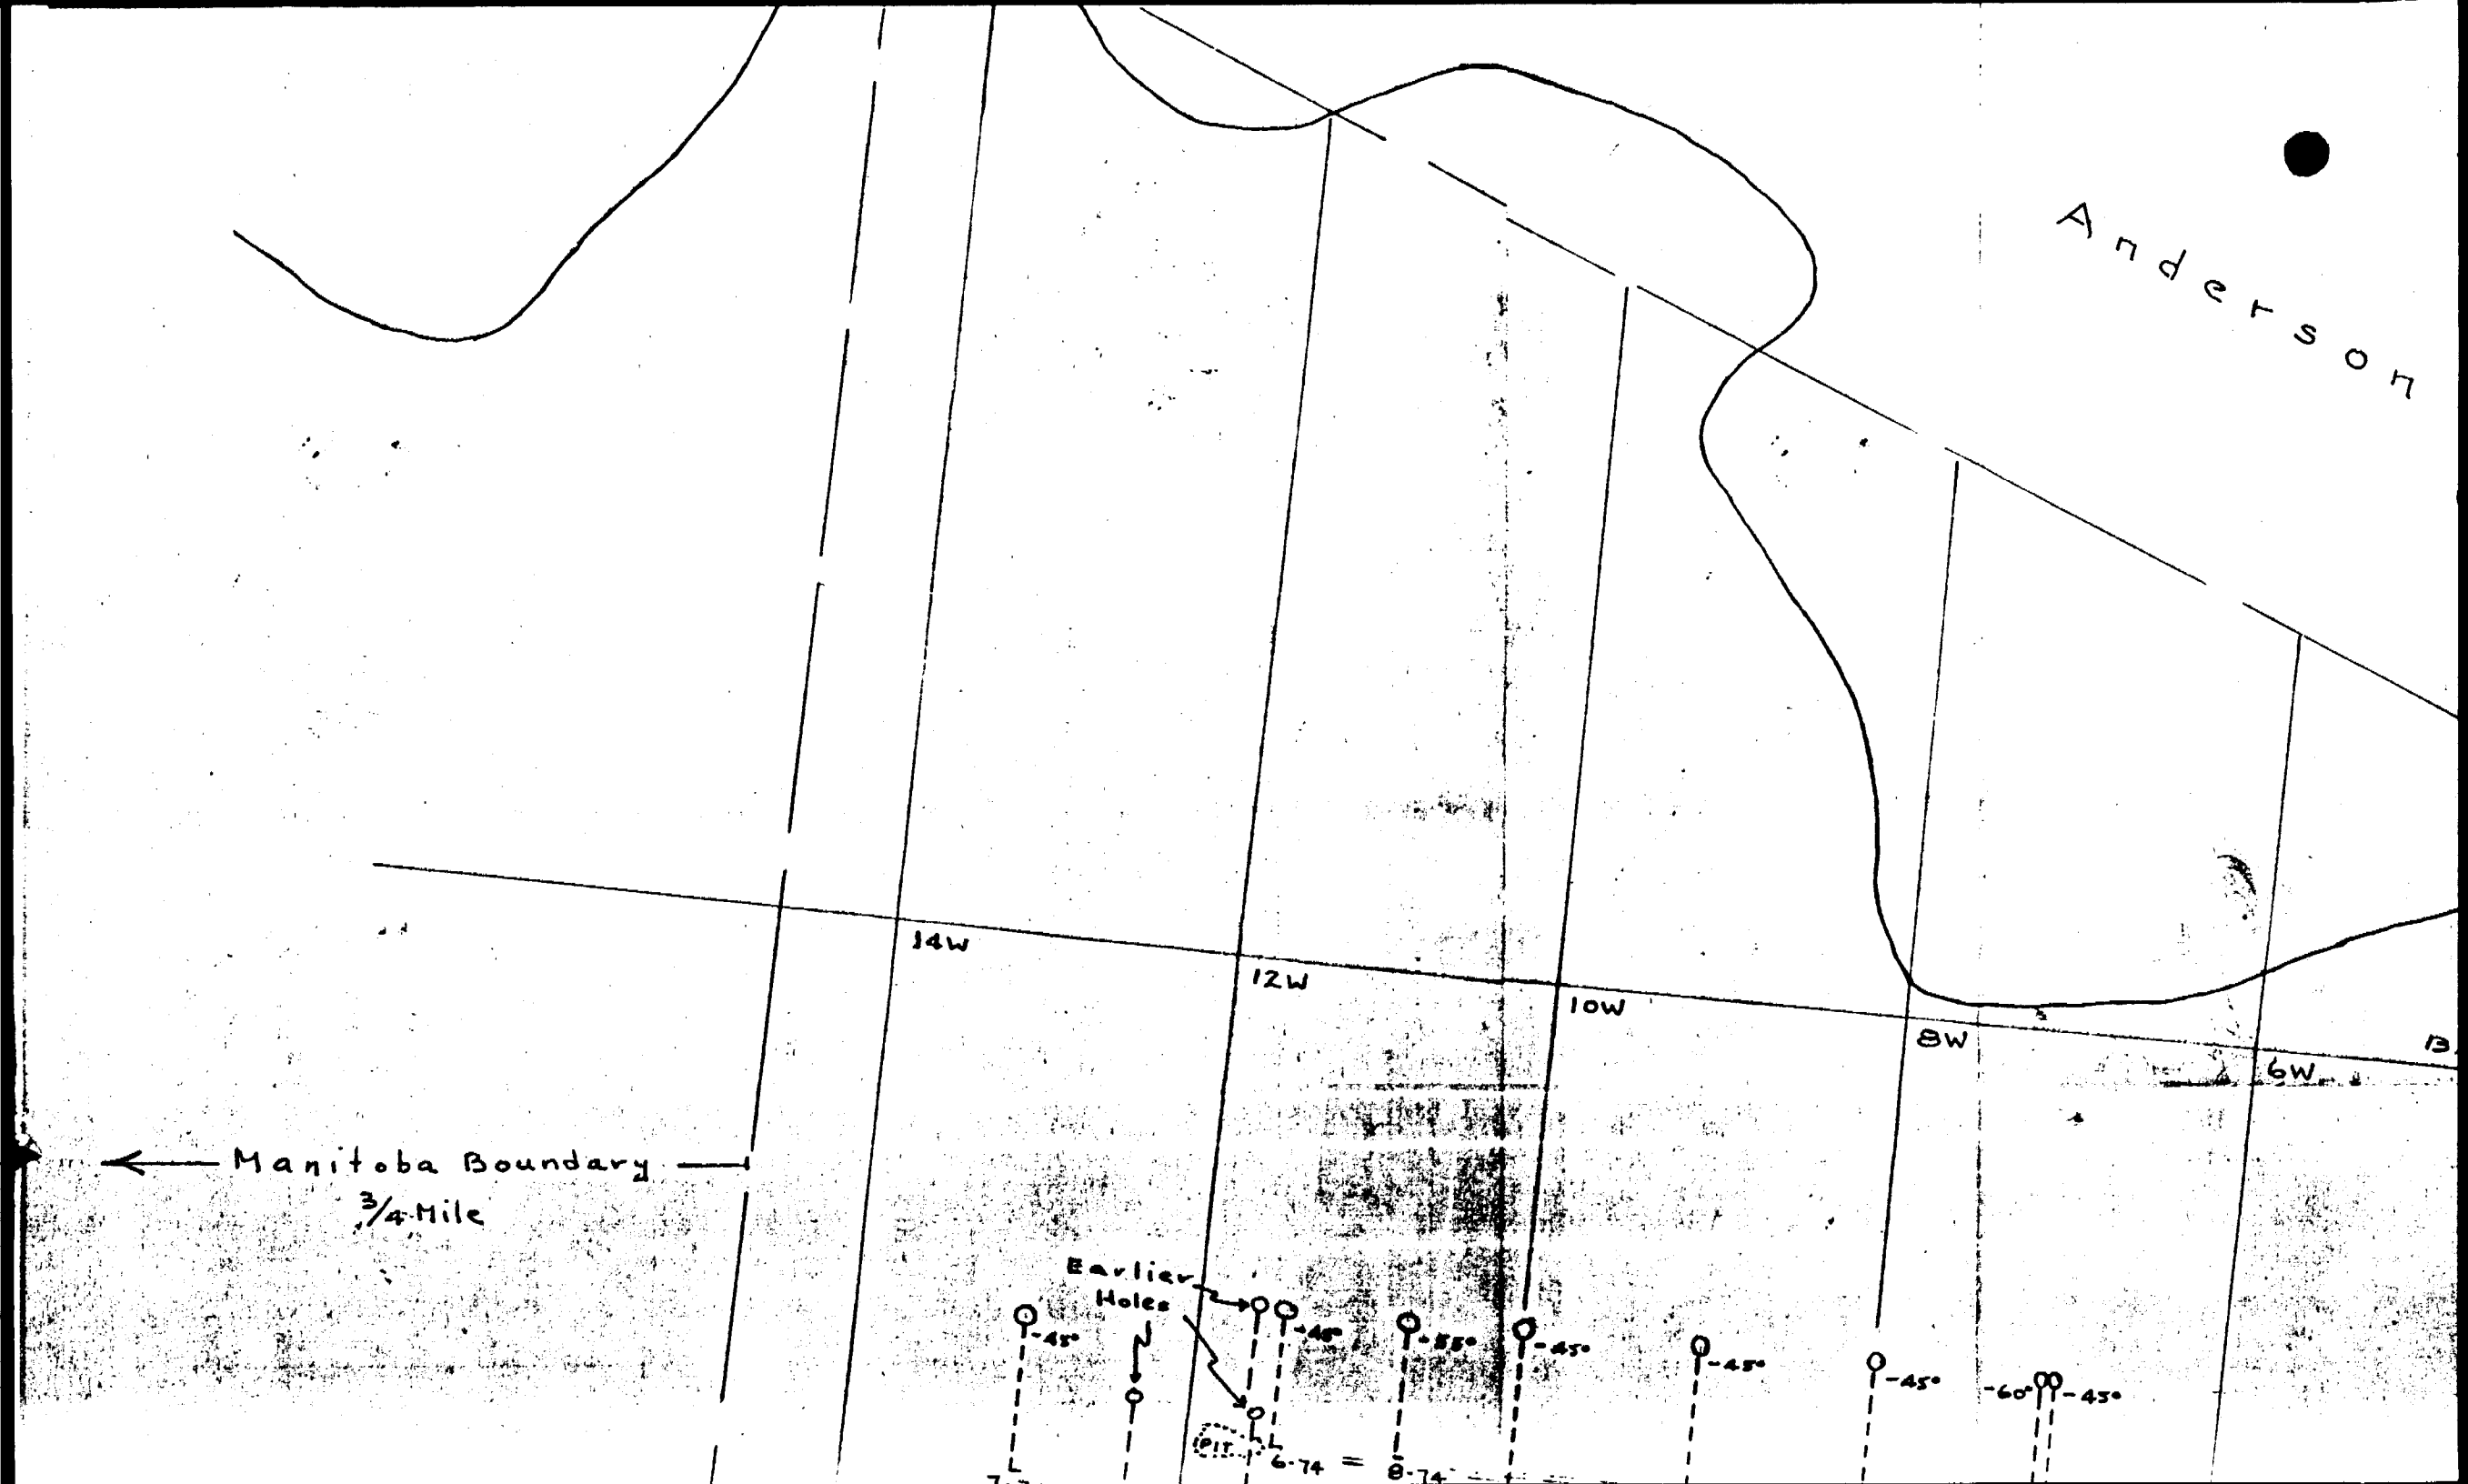 Anderson
14W
12W
10W
8W
6W
13
← Manitoba Boundary
3/4 Mile
Earlier
Holes
-45°
-45°
-55°
-45°
-45°
-45°
-60°
-45°
PIT
6-74 = 8-74